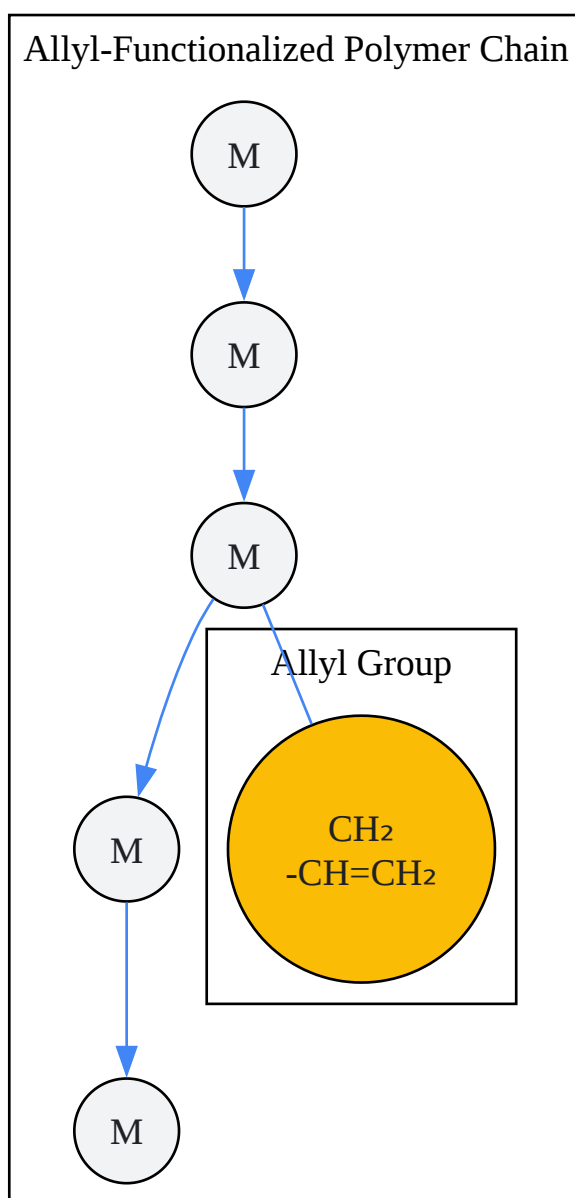 Allyl-Functionalized Polymer Chain
M
M
M
Allyl Group
CH₂
-CH=CH₂
M
M